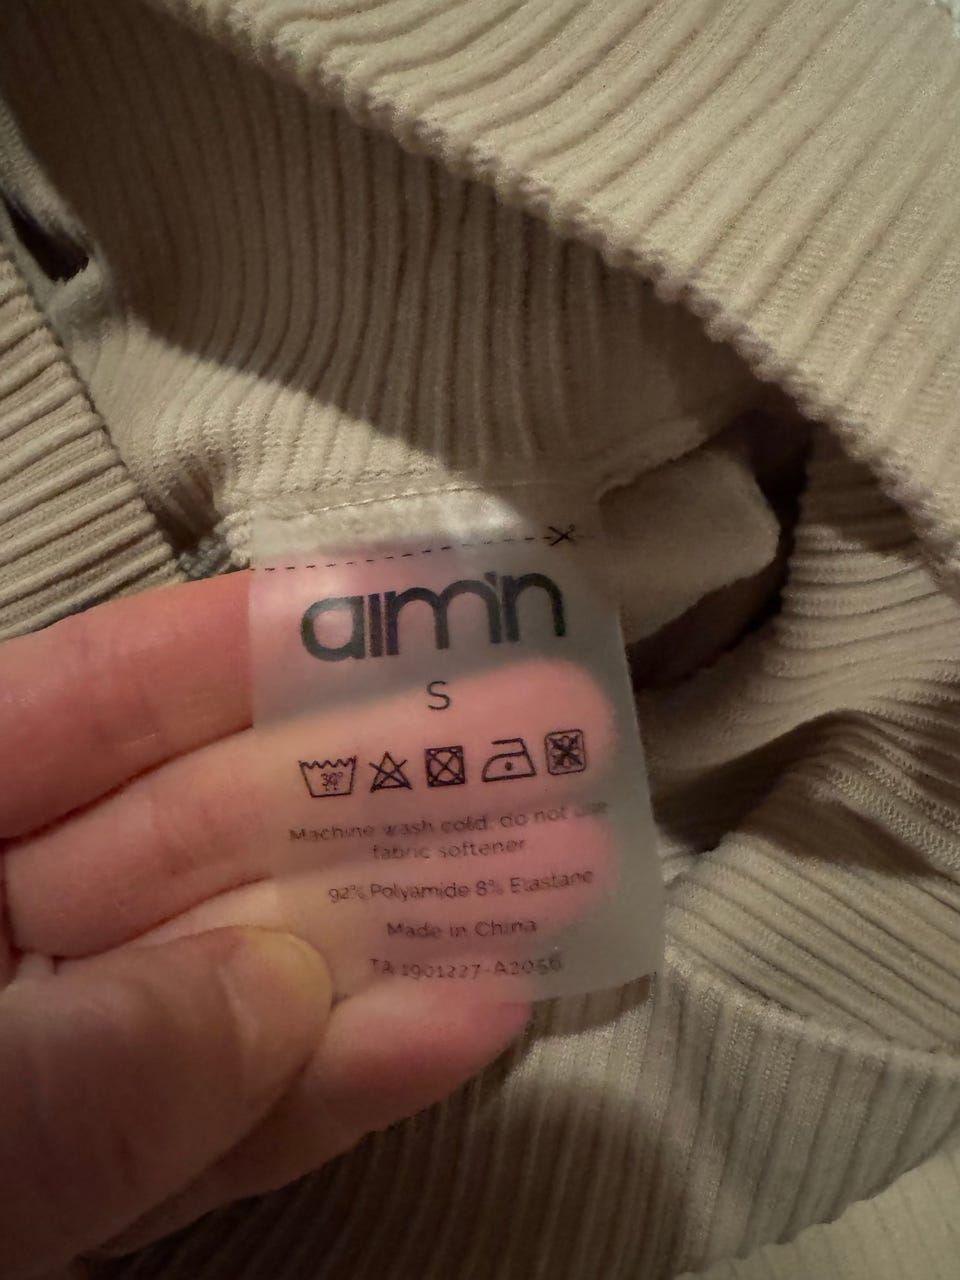 aim'n
S
30°
Machine wash cold, do not use
fabric softener
92% Polyamide 8% Elastane
Made in China
TA 1901227-A2056